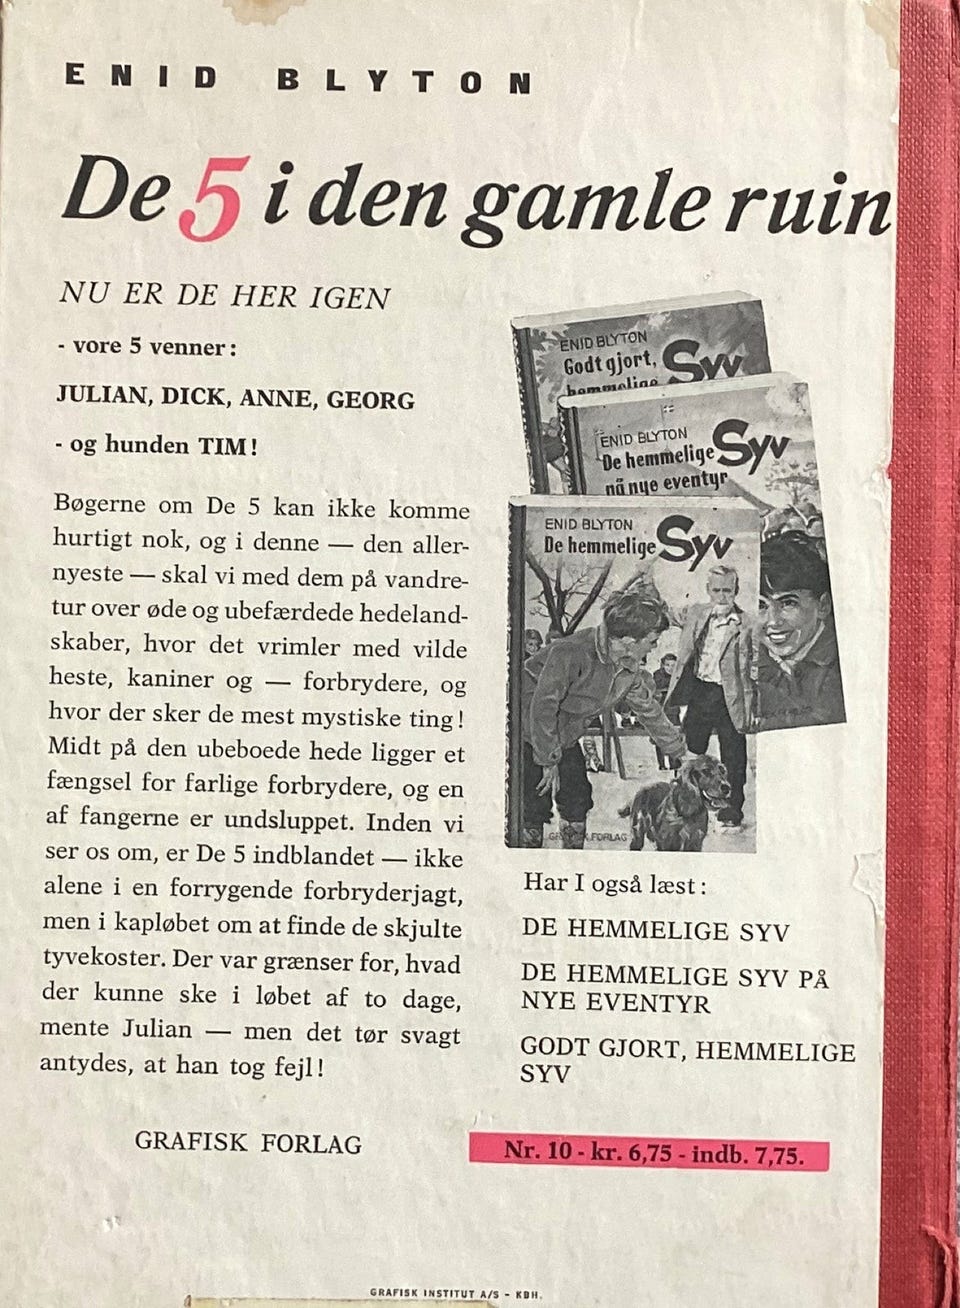 ENID BLYTON
De 5 i den gamle ruin
NU ER DE HER IGEN
- vore 5 venner:
JULIAN, DICK, ANNE, GEORG
- og hunden TIM!
Bøgerne om De 5 kan ikke komme
hurtigt nok, og i denne — den aller-
nyeste — skal vi med dem på vandre-
tur over øde og ubefærdede hedeland-
skaber, hvor det vrimler med vilde
heste, kaniner og — forbrydere, og
hvor der sker de mest mystiske ting!
Midt på den ubeboede hede ligger et
fængsel for farlige forbrydere, og en
af fangerne er undsluppet. Inden vi
ser os om, er De 5 indblandet — ikke
alene i en forrygende forbryderjagt,
men i kapløbet om at finde de skjulte
tyvekoster. Der var grænser for, hvad
der kunne ske i løbet af to dage,
mente Julian — men det tør svagt
antydes, at han tog fejl!
GRAFISK FORLAG
ENID BLYTON
Godt gjort,
hemmelige Syv
ENID BLYTON
De hemmelige Syv
på nye eventyr
ENID BLYTON
De hemmelige Syv
GRAFISK FORLAG
Har I også læst:
DE HEMMELIGE SYV
DE HEMMELIGE SYV PÅ
NYE EVENTYR
GODT GJORT, HEMMELIGE
SYV
Nr. 10 - kr. 6,75 - indb. 7,75.
GRAFISK INSTITUT A/S - KBH.